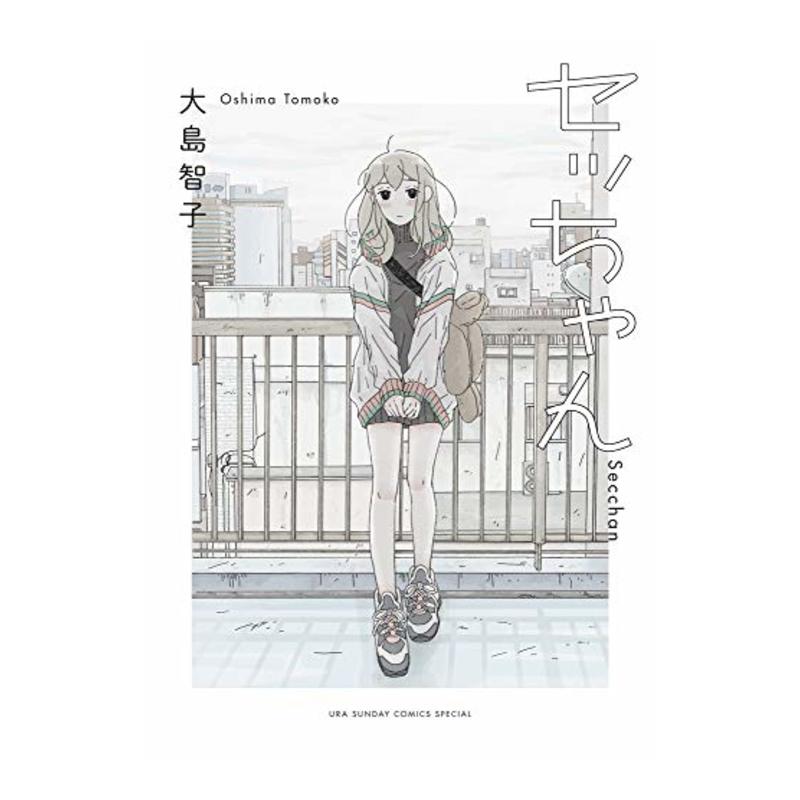 大島智子
Oshima Tomoko
セッちゃん
Secchan
URA SUNDAY COMICS SPECIAL